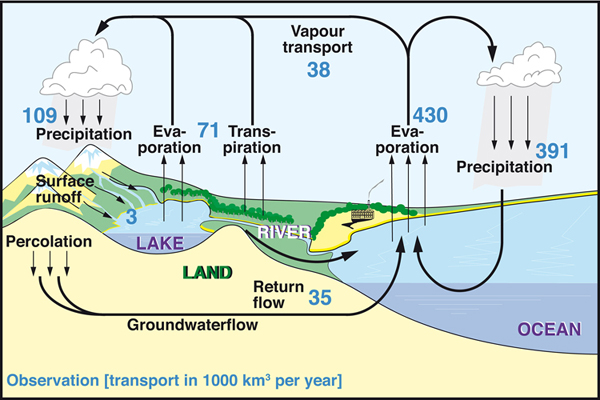 Vapour
transport
38
109
Precipitation
Eva-
poration
71
Trans-
piration
430
Eva-
poration
391
Precipitation
Surface
runoff
3
Percolation
LAKE
RIVER
LAND
Return
flow
35
Groundwaterflow
OCEAN
Observation [transport in 1000 km³ per year]